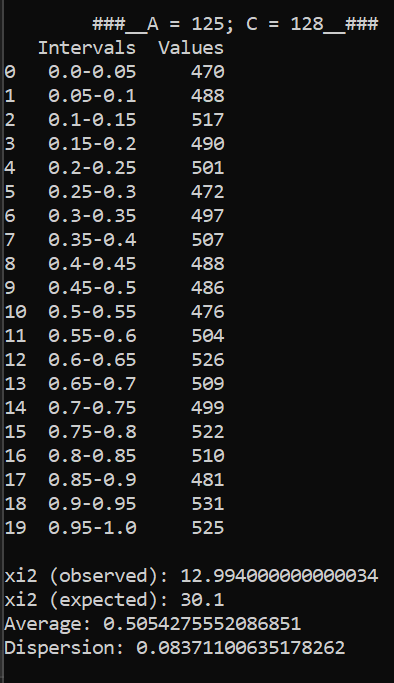 ###__A = 125; C = 128__###
Intervals Values
0 0.0-0.05 470
1 0.05-0.1 488
2 0.1-0.15 517
3 0.15-0.2 490
4 0.2-0.25 501
5 0.25-0.3 472
6 0.3-0.35 497
7 0.35-0.4 507
8 0.4-0.45 488
9 0.45-0.5 486
10 0.5-0.55 476
11 0.55-0.6 504
12 0.6-0.65 526
13 0.65-0.7 509
14 0.7-0.75 499
15 0.75-0.8 522
16 0.8-0.85 510
17 0.85-0.9 481
18 0.9-0.95 531
19 0.95-1.0 525
xi2 (observed): 12.994000000000034
xi2 (expected): 30.1
Average: 0.5054275552086851
Dispersion: 0.08371100635178262